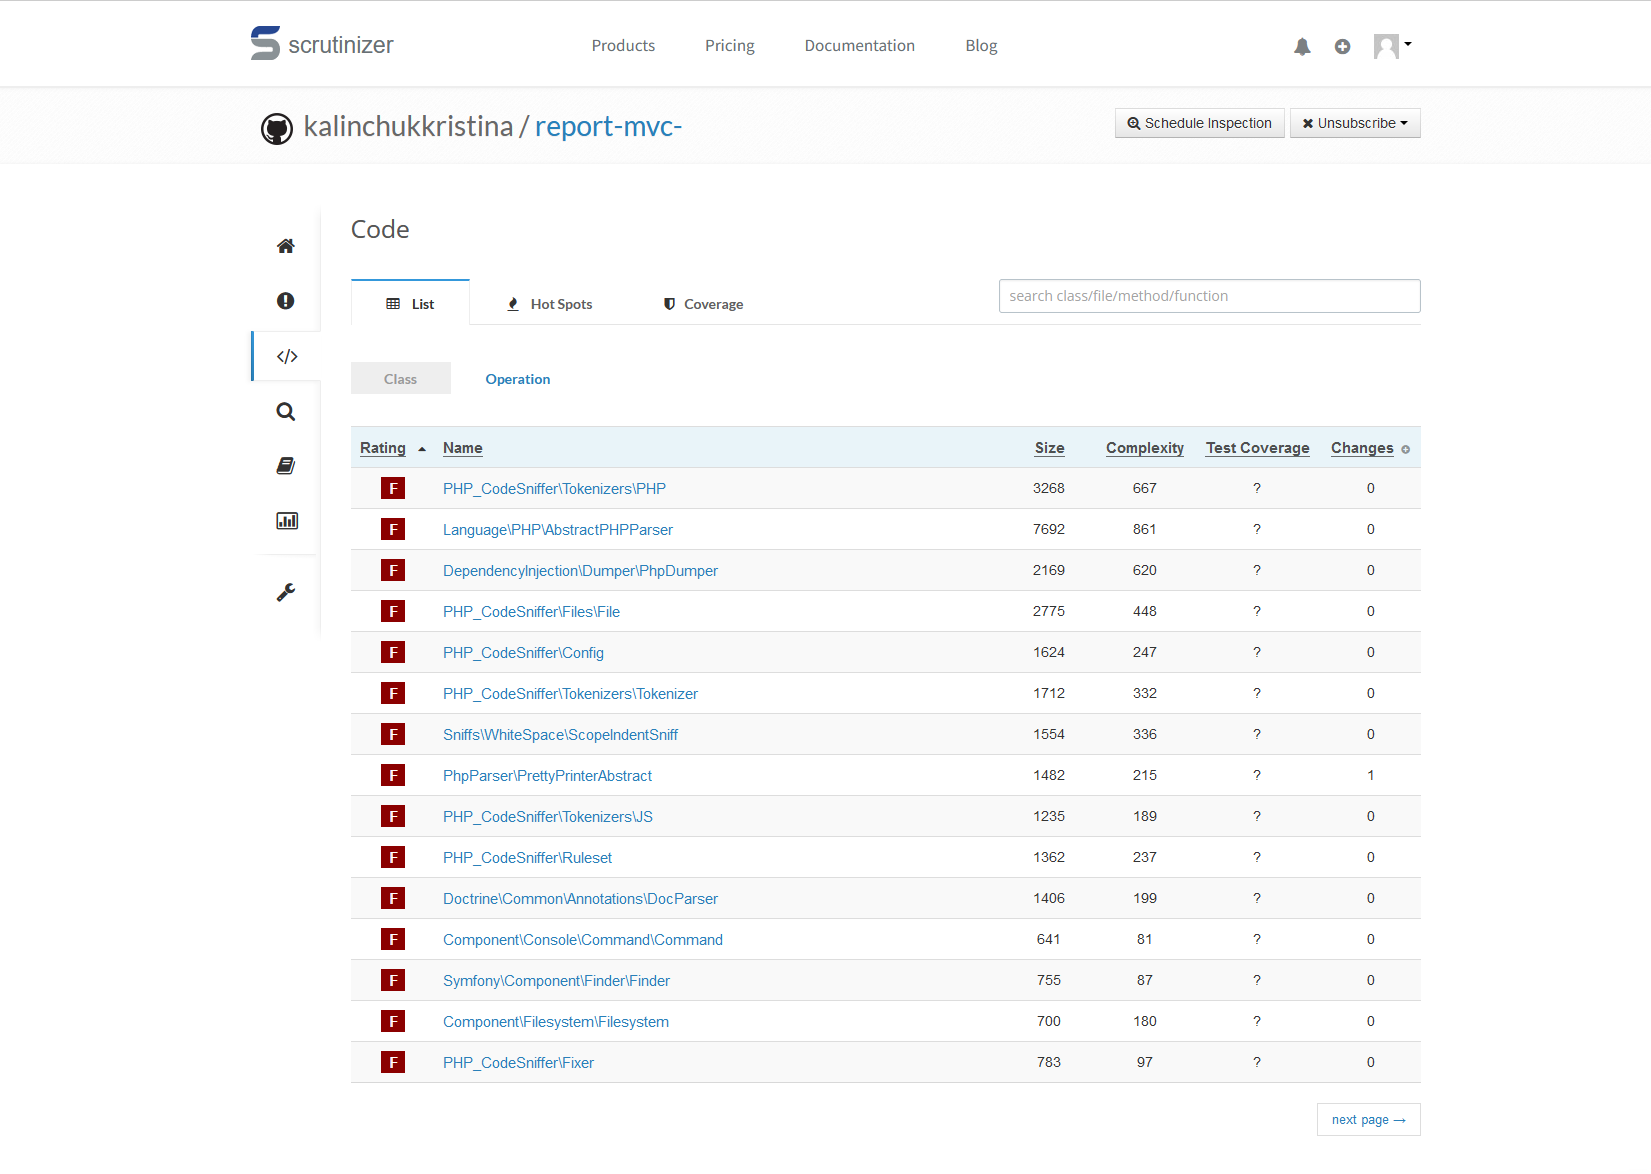 scrutinizer Products Pricing Documentation Blog
kalinchukkristina / report-mvc- Schedule Inspection Unsubscribe
Code
List Hot Spots Coverage search class/file/method/function
Class Operation
Rating Name Size Complexity Test Coverage Changes
F PHP_CodeSniffer\Tokenizers\PHP 3268 667 ? 0
F Language\PHP\AbstractPHPParser 7692 861 ? 0
F DependencyInjection\Dumper\PhpDumper 2169 620 ? 0
F PHP_CodeSniffer\Files\File 2775 448 ? 0
F PHP_CodeSniffer\Config 1624 247 ? 0
F PHP_CodeSniffer\Tokenizers\Tokenizer 1712 332 ? 0
F Sniffs\WhiteSpace\ScopeIndentSniff 1554 336 ? 0
F PhpParser\PrettyPrinterAbstract 1482 215 ? 1
F PHP_CodeSniffer\Tokenizers\JS 1235 189 ? 0
F PHP_CodeSniffer\Ruleset 1362 237 ? 0
F Doctrine\Common\Annotations\DocParser 1406 199 ? 0
F Component\Console\Command\Command 641 81 ? 0
F Symfony\Component\Finder\Finder 755 87 ? 0
F Component\Filesystem\Filesystem 700 180 ? 0
F PHP_CodeSniffer\Fixer 783 97 ? 0
next page →